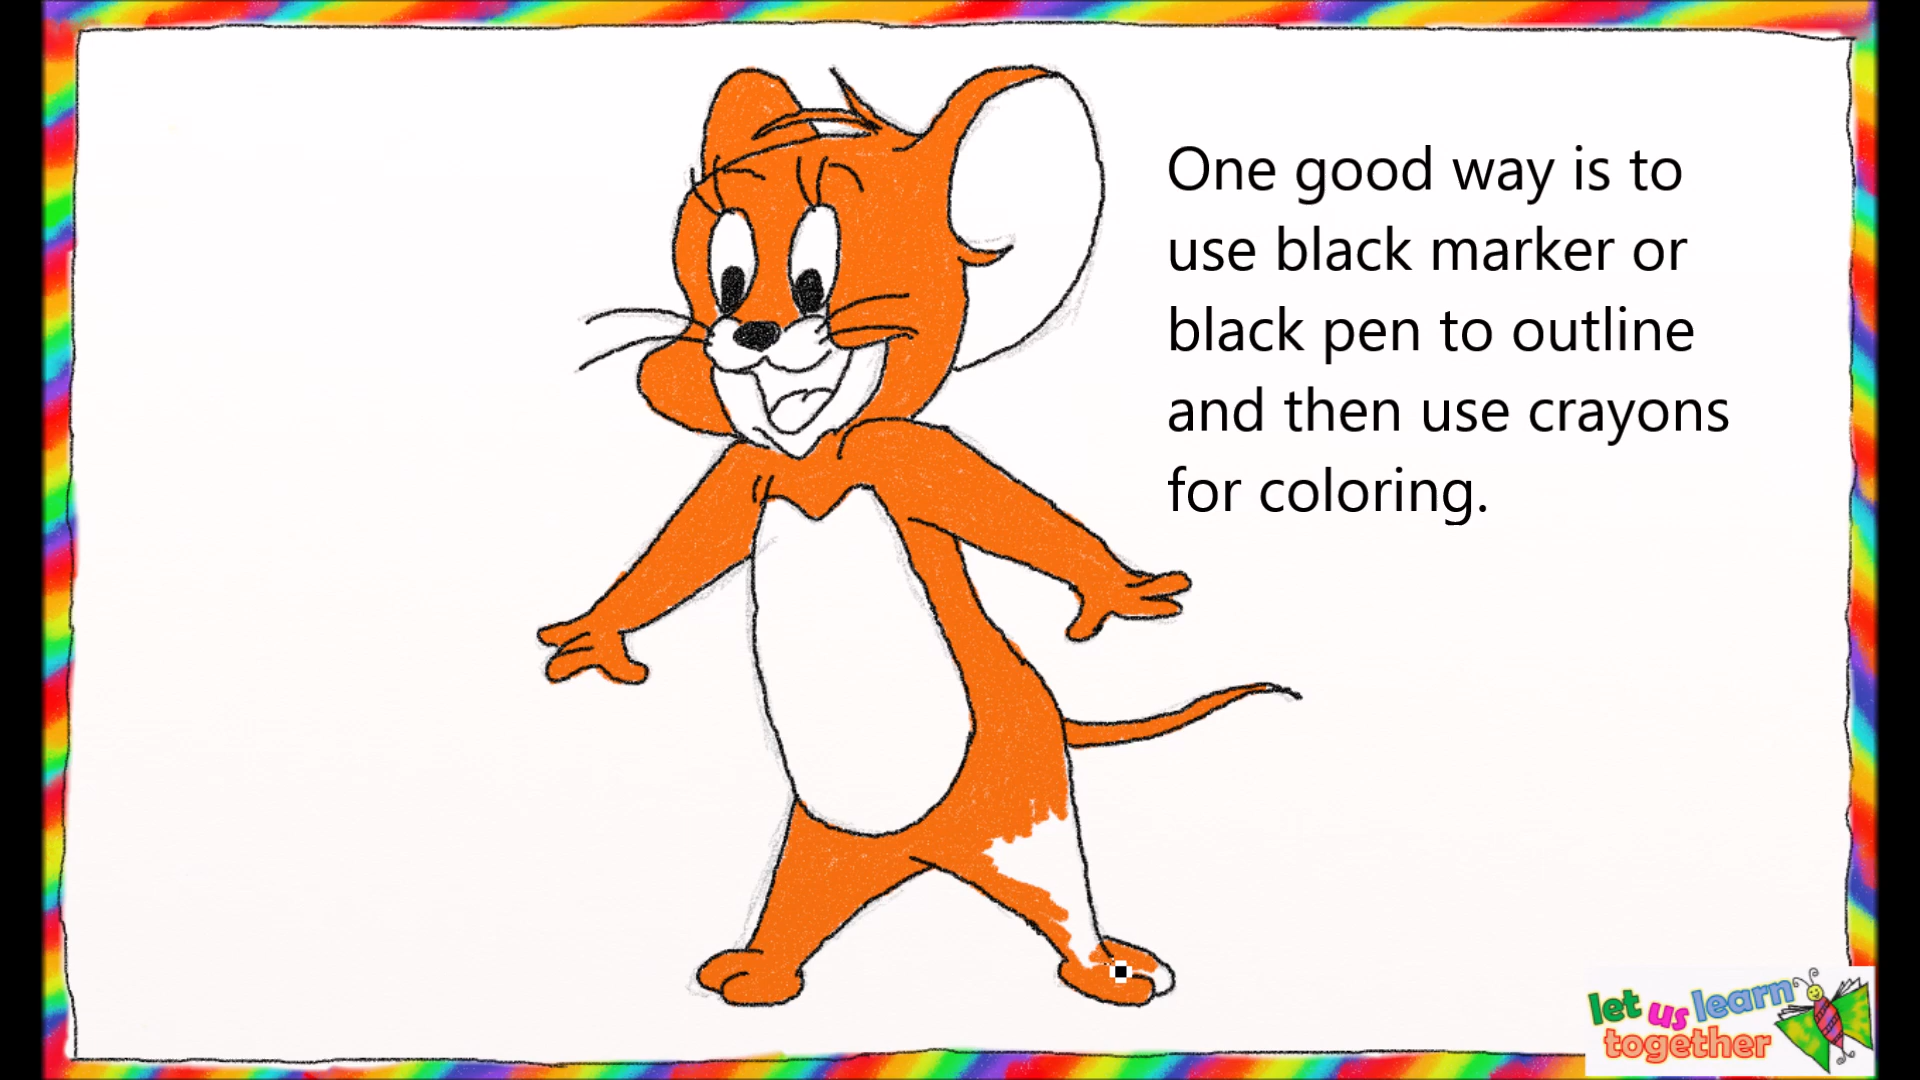 One good way is to
use black marker or
black pen to outline
and then use crayons
for coloring.
let us learn
together